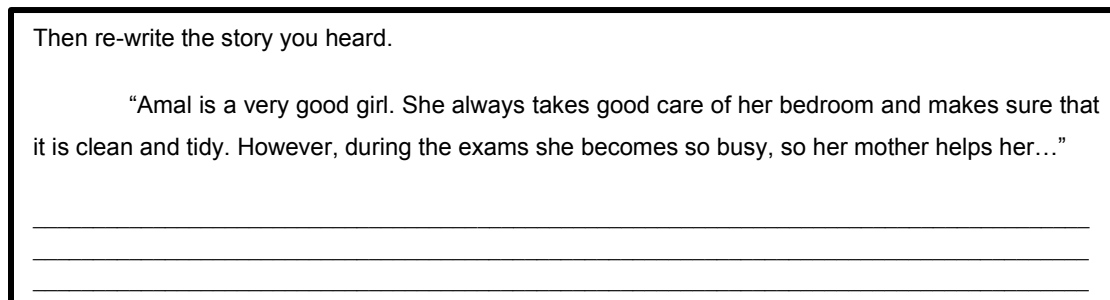 Then re-write the story you heard.
“Amal is a very good girl. She always takes good care of her bedroom and makes sure that
it is clean and tidy. However, during the exams she becomes so busy, so her mother helps her…”